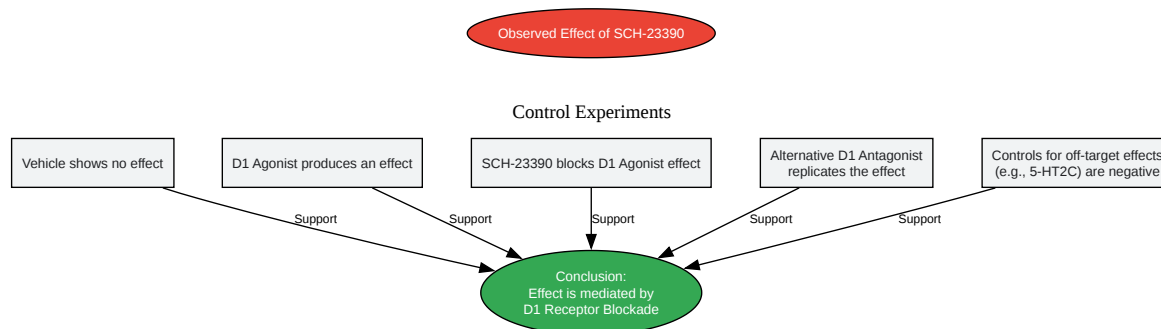 Observed Effect of SCH-23390
Control Experiments
Vehicle shows no effect
D1 Agonist produces an effect
SCH-23390 blocks D1 Agonist effect
Alternative D1 Antagonist
replicates the effect
Controls for off-target effects
(e.g., 5-HT2C) are negative
Support
Support
Support
Support
Support
Conclusion:
Effect is mediated by
D1 Receptor Blockade